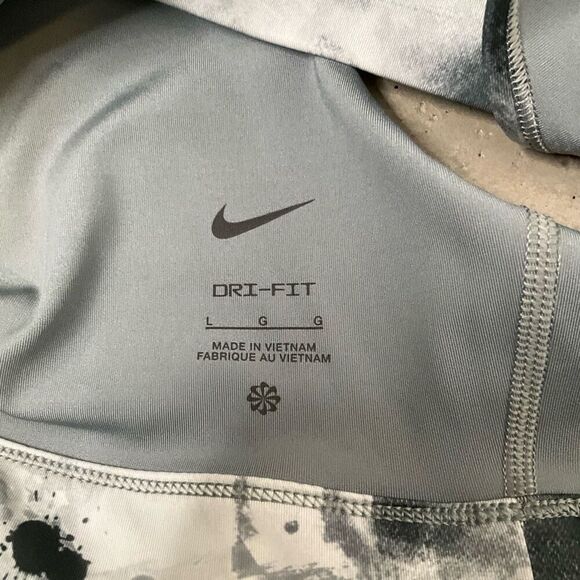 DRI-FIT
L G G
MADE IN VIETNAM
FABRIQUE AU VIETNAM